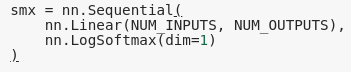 smx = nn.Sequential(
    nn.Linear(NUM_INPUTS, NUM_OUTPUTS),
    nn.LogSoftmax(dim=1)
)